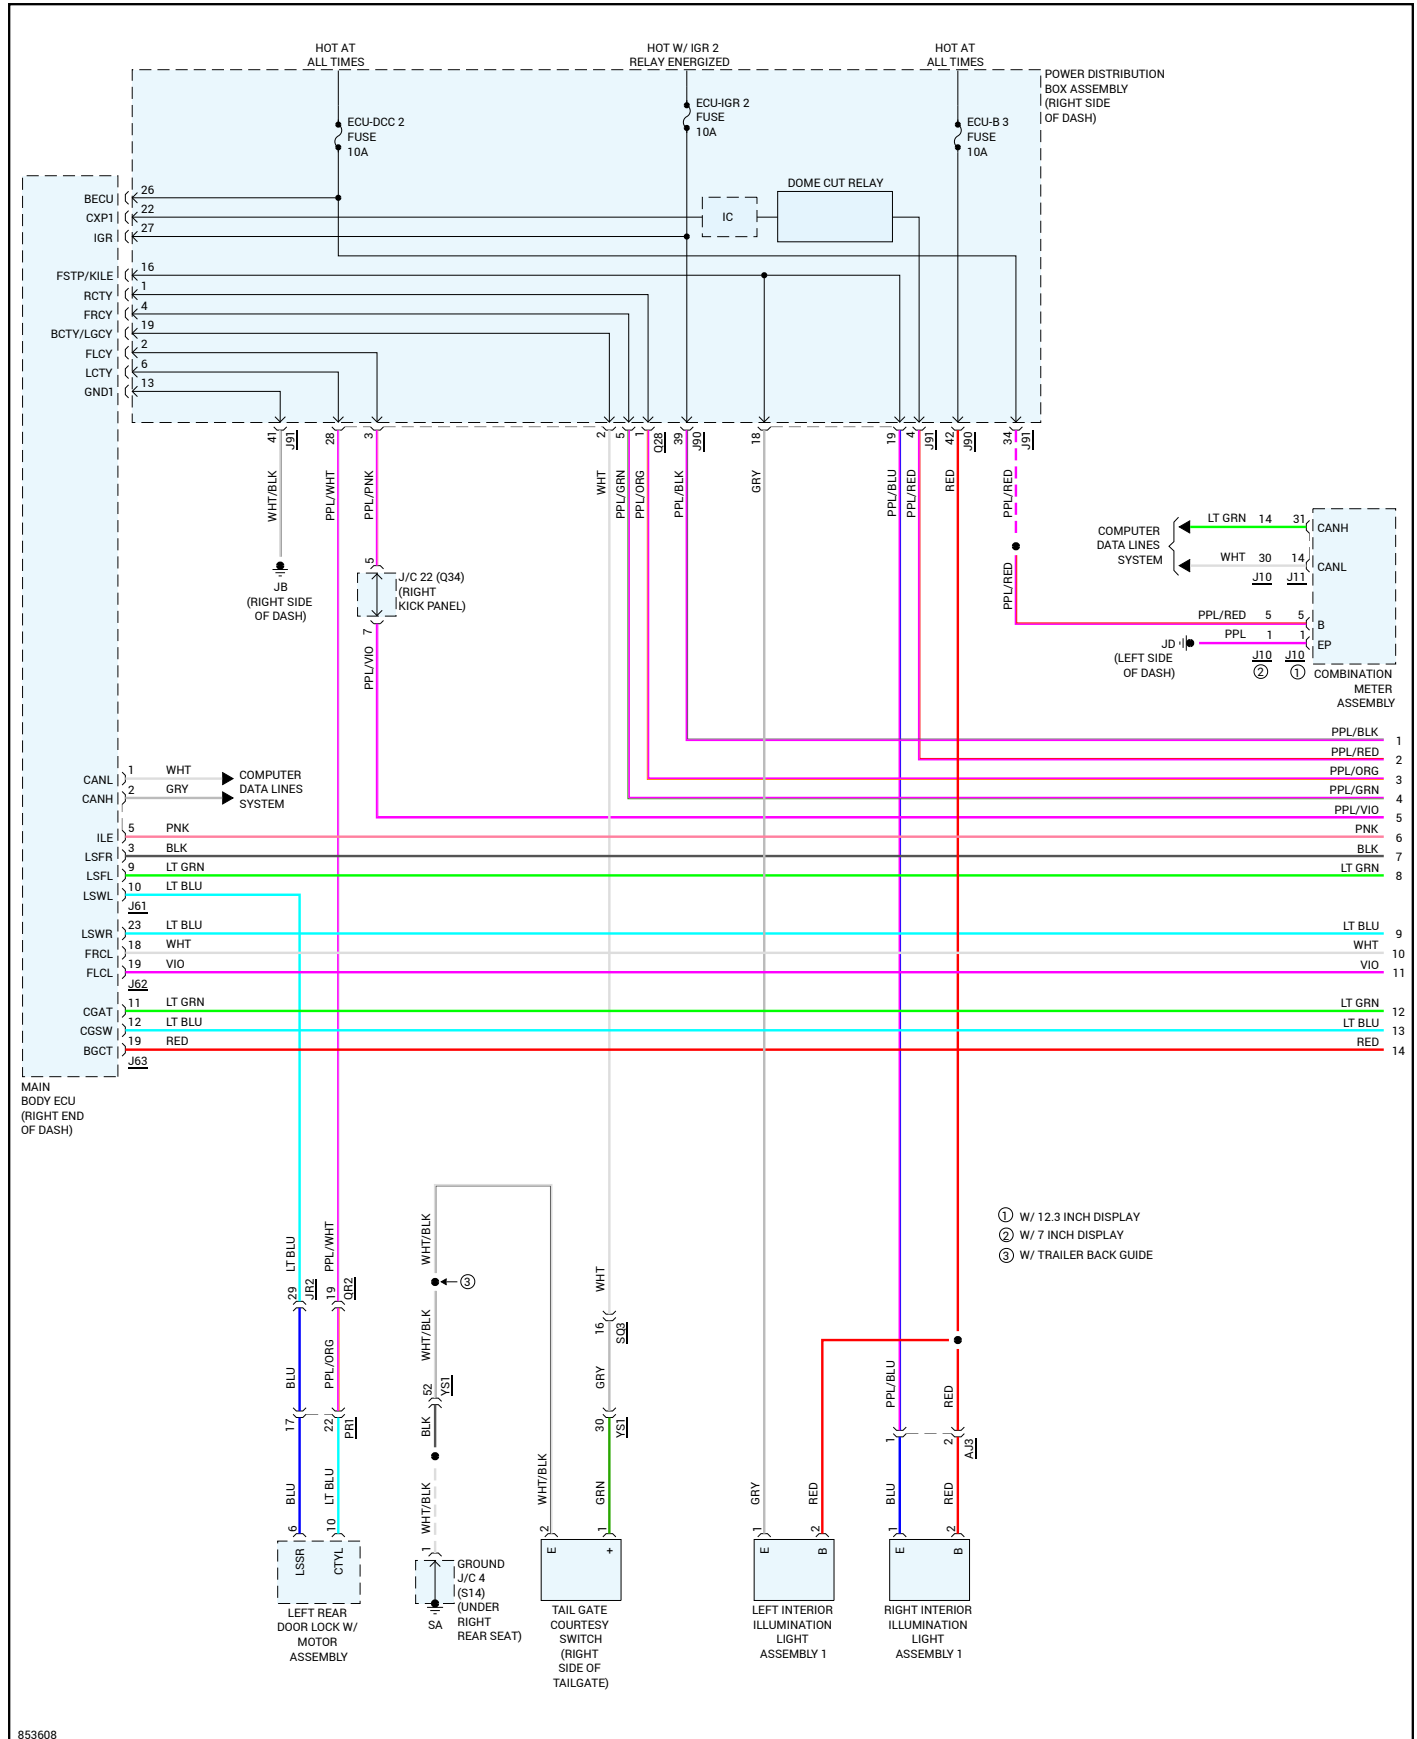 HOT AT
ALL TIMES
HOT W/ IGR 2
RELAY ENERGIZED
HOT AT
ALL TIMES
POWER DISTRIBUTION
BOX ASSEMBLY
(RIGHT SIDE
OF DASH)
ECU-DCC 2
FUSE
10A
ECU-IGR 2
FUSE
10A
ECU-B 3
FUSE
10A
DOME CUT RELAY
IC
BECU 26
CXP1 22
IGR 27
FSTP/KILE 16
RCTY 1
FRCY 4
BCTY/LGCY 19
FLCY 2
LCTY 6
GND1 13
41 J91
28
3
2
5
1 Q28
39 J90
18
19
4 J91
42 J90
34 J91
WHT/BLK
PPL/WHT
PPL/PNK
WHT
PPL/GRN
PPL/ORG
PPL/BLK
GRY
PPL/BLU
PPL/RED
RED
PPL/RED
JB
(RIGHT SIDE
OF DASH)
5
J/C 22 (Q34)
(RIGHT
KICK PANEL)
7
PPL/VIO
PPL/RED
COMPUTER
DATA LINES
SYSTEM
LT GRN 14 31 CANH
WHT 30 14 CANL
J10 J11
PPL/RED 5 5 B
PPL 1 1 EP
J10 J10
2 1
JD
(LEFT SIDE
OF DASH)
COMBINATION
METER
ASSEMBLY
PPL/BLK 1
PPL/RED 2
PPL/ORG 3
PPL/GRN 4
PPL/VIO 5
PNK 6
BLK 7
LT GRN 8
LT BLU 9
WHT 10
VIO 11
LT GRN 12
LT BLU 13
RED 14
CANL 1 WHT
CANH 2 GRY
COMPUTER
DATA LINES
SYSTEM
ILE 5 PNK
LSFR 3 BLK
LSFL 9 LT GRN
LSWL 10 LT BLU
J61
LSWR 23 LT BLU
FRCL 18 WHT
FLCL 19 VIO
J62
CGAT 11 LT GRN
CGSW 12 LT BLU
BGCT 19 RED
J63
MAIN
BODY ECU
(RIGHT END
OF DASH)
1 W/ 12.3 INCH DISPLAY
2 W/ 7 INCH DISPLAY
3 W/ TRAILER BACK GUIDE
LT BLU
PPL/WHT
29 JR2
19 QR2
BLU
PPL/ORG
17
22 PR1
BLU
LT BLU
6
10
LSSR
CTYL
LEFT REAR
DOOR LOCK W/
MOTOR
ASSEMBLY
WHT/BLK
3
WHT/BLK
52 YS1
BLK
WHT/BLK
1
GROUND
J/C 4
(S14)
(UNDER
RIGHT
REAR SEAT)
SA
WHT
16 SQ3
GRY
30 YS1
WHT/BLK
GRN
2
1
E
+
TAIL GATE
COURTESY
SWITCH
(RIGHT
SIDE OF
TAILGATE)
GRY
RED
1
2
E
B
LEFT INTERIOR
ILLUMINATION
LIGHT
ASSEMBLY 1
PPL/BLU
RED
1
2 AJ3
BLU
RED
1
2
E
B
RIGHT INTERIOR
ILLUMINATION
LIGHT
ASSEMBLY 1
853608